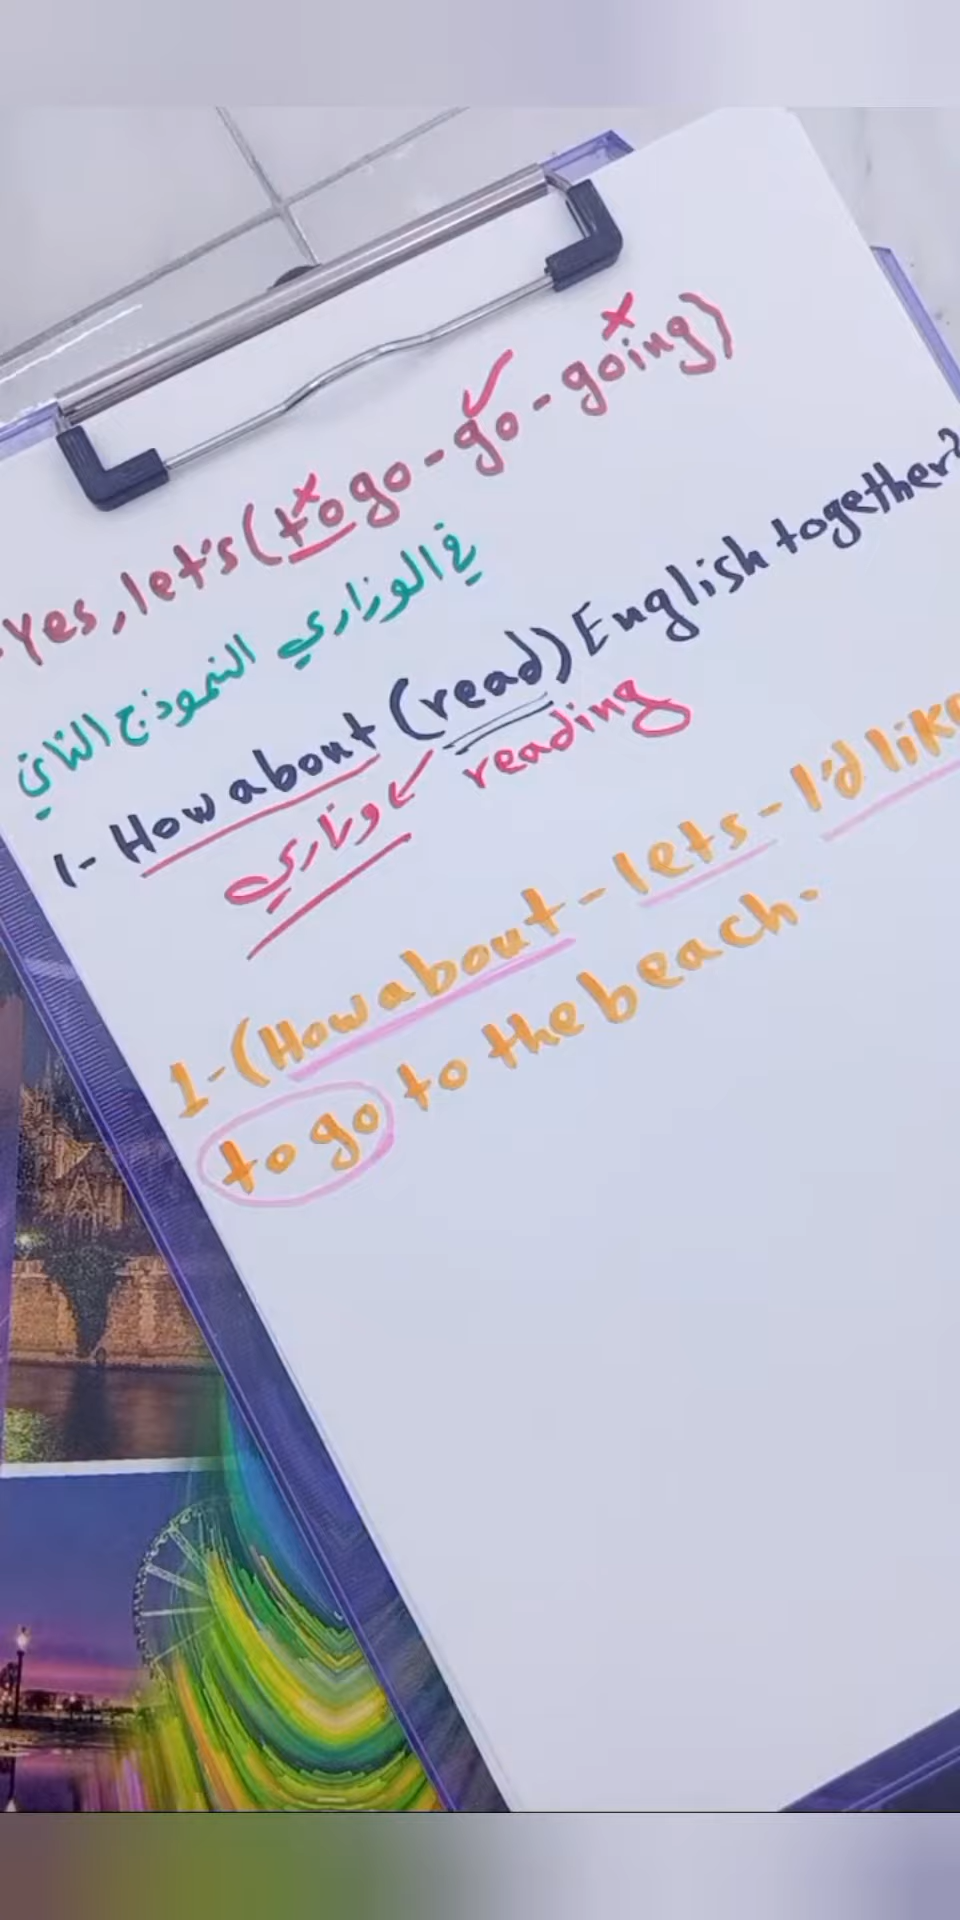 Yes, let's (to go - go - going)
في الوزاري النموذج الثاني
1- How about (read) English together?
وزاري reading
1- (How about - lets - I'd like
to go to the beach.